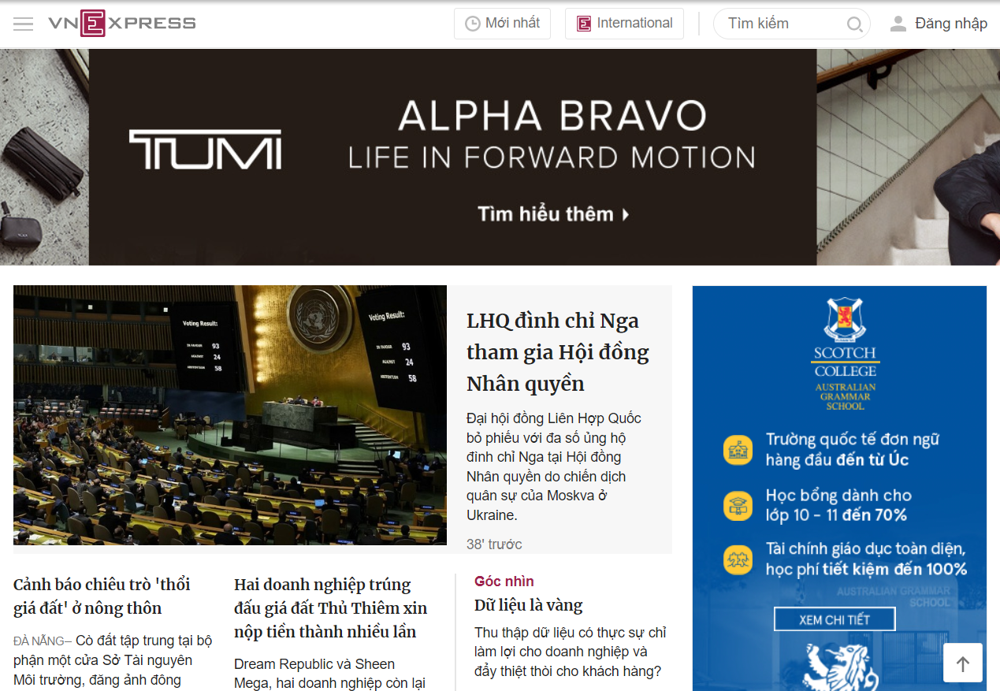 VNEXPRESS
Mới nhất
International
Tìm kiếm
Đăng nhập
TUMI
ALPHA BRAVO
LIFE IN FORWARD MOTION
Tìm hiểu thêm
Voting Result:
IN FAVOUR 93
AGAINST 24
ABSTENTION 58
Voting Result:
IN FAVOUR 93
AGAINST 24
ABSTENTION 58
LHQ đình chỉ Nga
tham gia Hội đồng
Nhân quyền
Đại hội đồng Liên Hợp Quốc
bỏ phiếu với đa số ủng hộ
đình chỉ Nga tại Hội đồng
Nhân quyền do chiến dịch
quân sự của Moskva ở
Ukraine.
38' trước
Cảnh báo chiêu trò 'thổi
giá đất' ở nông thôn
ĐÀ NẴNG– Cò đất tập trung tại bộ
phận một cửa Sở Tài nguyên
Môi trường, đăng ảnh đông
Hai doanh nghiệp trúng
đấu giá đất Thủ Thiêm xin
nộp tiền thành nhiều lần
Dream Republic và Sheen
Mega, hai doanh nghiệp còn lại
Góc nhìn
Dữ liệu là vàng
Thu thập dữ liệu có thực sự chỉ
làm lợi cho doanh nghiệp và
đẩy thiệt thòi cho khách hàng?
SCOTCH
COLLEGE
AUSTRALIAN
GRAMMAR
SCHOOL
Trường quốc tế đơn ngữ
hàng đầu đến từ Úc
Học bổng dành cho
lớp 10 - 11 đến 70%
Tài chính giáo dục toàn diện,
học phí tiết kiệm đến 100%
AUSTRALIAN GRAMMAR
SCHOOL
XEM CHI TIẾT